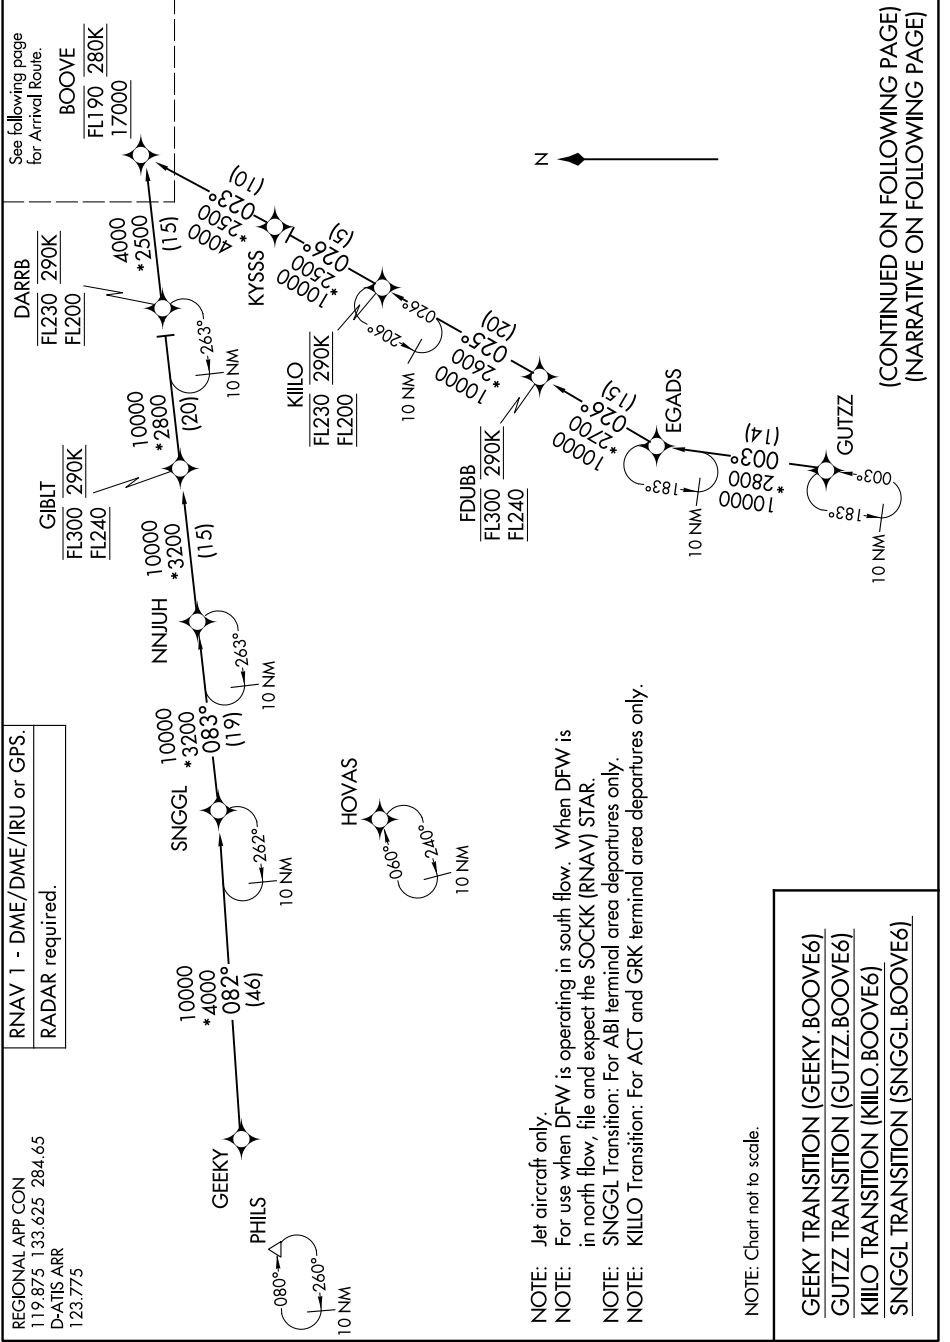 REGIONAL APP CON
119.875 133.625 284.65
D-ATIS ARR
123.775
RNAV 1 - DME/DME/IRU or GPS.
RADAR required.
See following page
for Arrival Route.
BOOVE
FL190 280K
17000
DARRB
FL230 290K
FL200
4000
*2500
(15)
263°
10 NM
GIBLT
FL300 290K
FL240
10000
*2800
(20)
NNJUH
10000
*3200
(15)
263°
10 NM
SNGGL
10000
*3200
083°
(19)
262°
10 NM
GEEKY
10000
*4000
082°
(46)
PHILS
080°
260°
10 NM
HOVAS
060°
240°
10 NM
KYSSS
4000
*2500
023°
(10)
KIILO
FL230 290K
FL200
10000
*2500
026°
(5)
206°
026°
10 NM
FDUBB
FL300 290K
FL240
10000
*2600
025°
(20)
EGADS
10000
*2700
026°
(15)
183°
10 NM
GUTZZ
10000
*2800
003°
(14)
003°
183°
10 NM
N
NOTE: Jet aircraft only.
NOTE: For use when DFW is operating in south flow. When DFW is
in north flow, file and expect the SOCKK (RNAV) STAR.
NOTE: SNGGL Transition: For ABI terminal area departures only.
NOTE: KILLO Transition: For ACT and GRK terminal area departures only.
NOTE: Chart not to scale.
GEEKY TRANSITION (GEEKY.BOOVE6)
GUTZZ TRANSITION (GUTZZ.BOOVE6)
KIILO TRANSITION (KIILO.BOOVE6)
SNGGL TRANSITION (SNGGL.BOOVE6)
(CONTINUED ON FOLLOWING PAGE)
(NARRATIVE ON FOLLOWING PAGE)